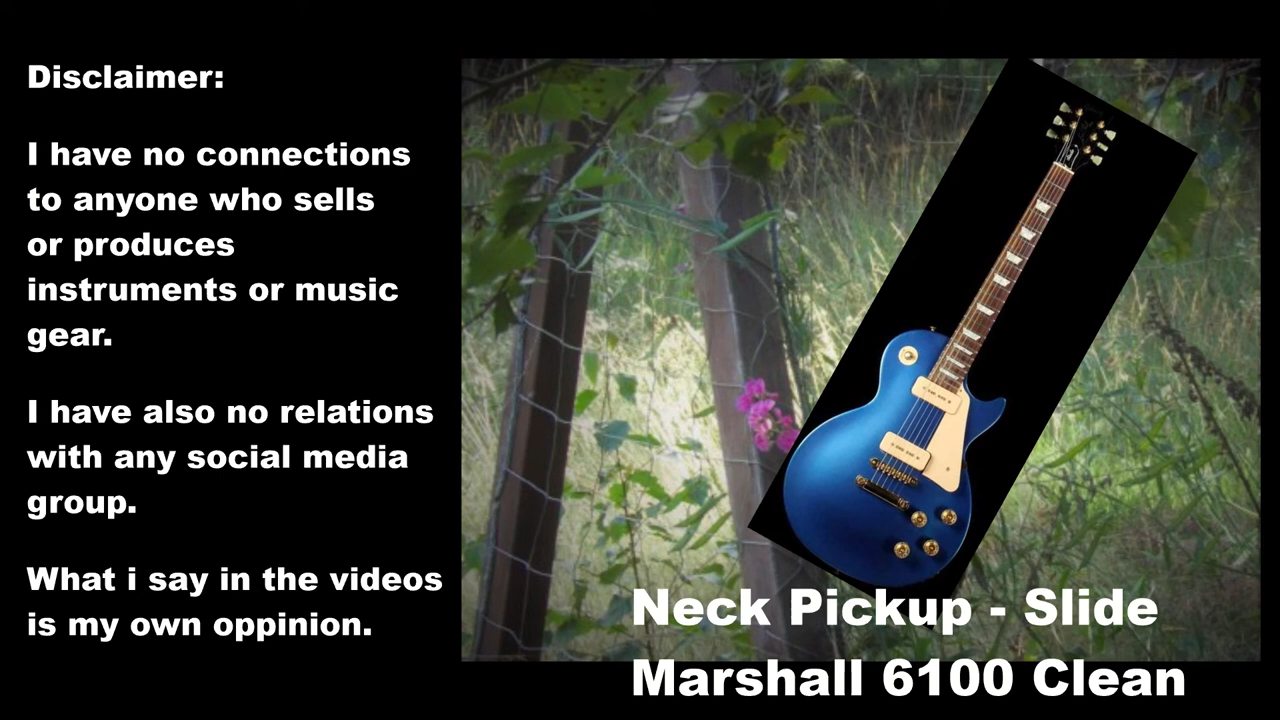 Disclaimer:
I have no connections
to anyone who sells
or produces
instruments or music
gear.
I have also no relations
with any social media
group.
What i say in the videos
is my own oppinion.
Neck Pickup - Slide
Marshall 6100 Clean